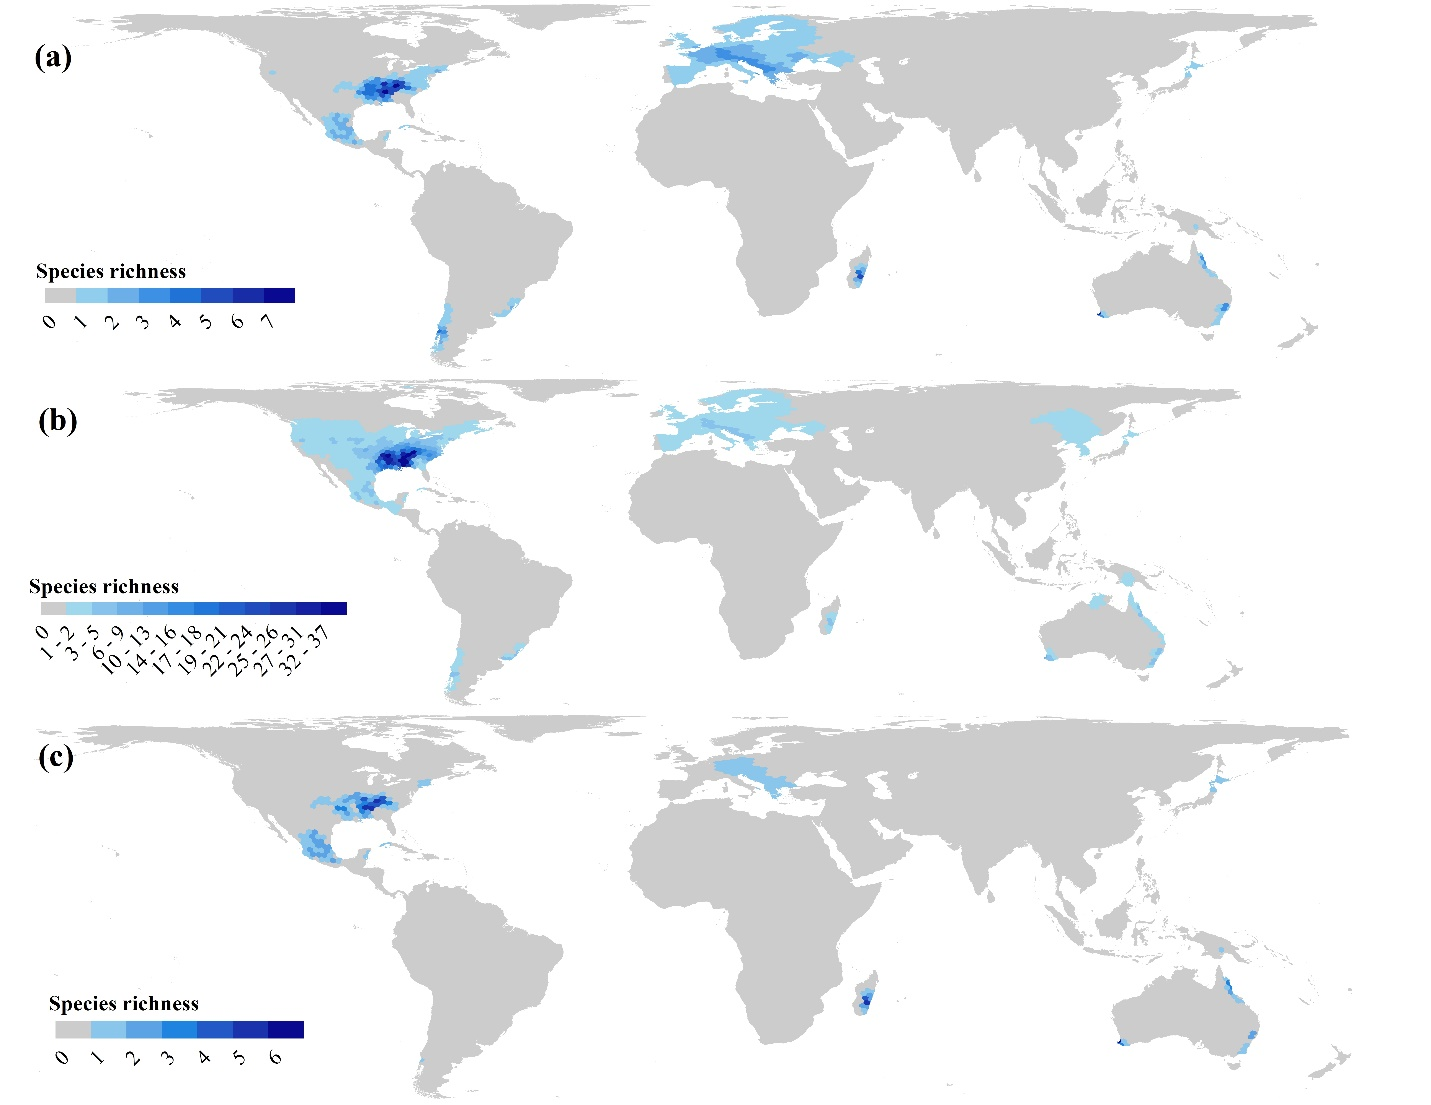 (a)
Species richness
0 1 2 3 4 5 6 7
(b)
Species richness
0 1 - 2 3 - 5 6 - 9 10 - 13 14 - 16 17 - 18 19 - 21 22 - 24 25 - 26 27 - 31 32 - 37
(c)
Species richness
0 1 2 3 4 5 6